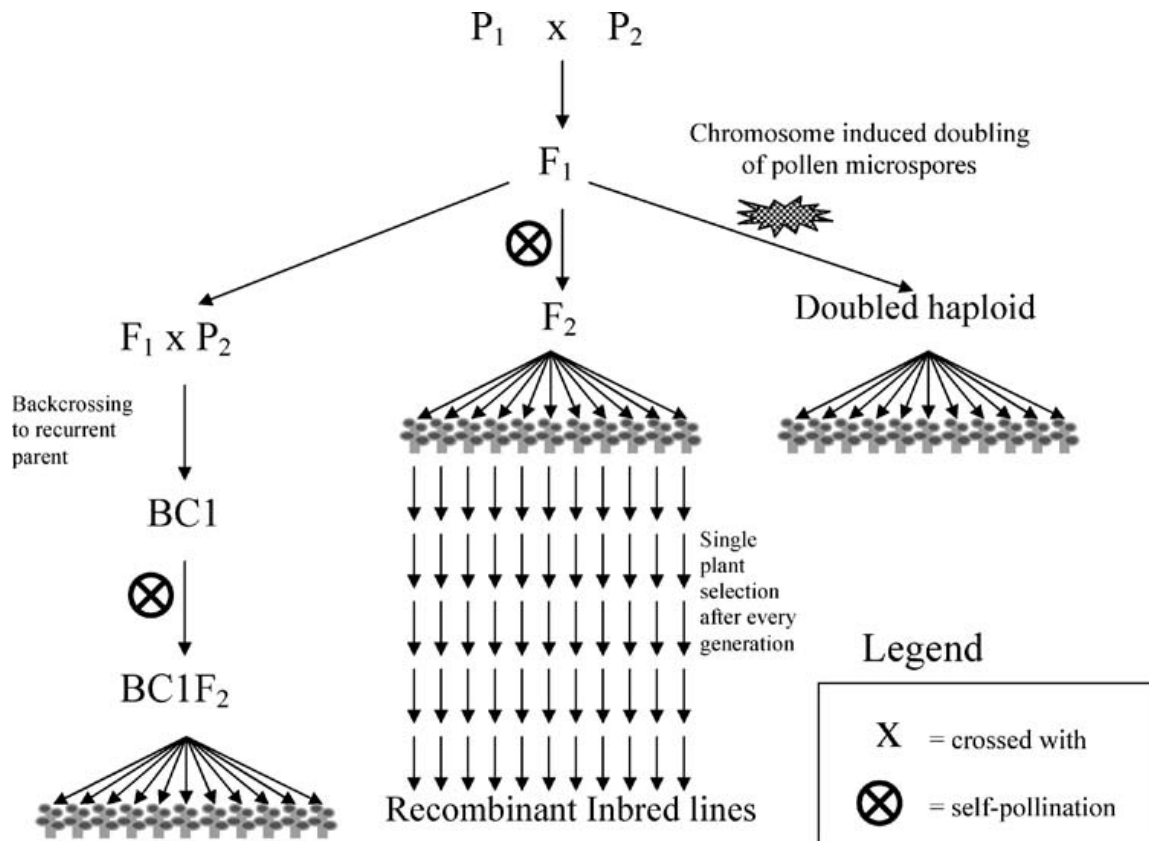 P₁ x P₂
F₁
Chromosome induced doubling
of pollen microspores
F₁ x P₂
F₂
Doubled haploid
Backcrossing
to recurrent
parent
BC1
BC1F₂
Single
plant
selection
after every
generation
Recombinant Inbred lines
Legend
X = crossed with
⊗ = self-pollination